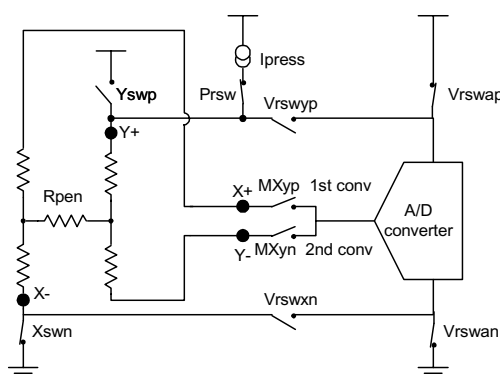 Ipress
Yswp
Prsw
Vrswyp
Vrswap
Y+
Rpen
X+
MXyp 1st conv
A/D
converter
Y-
MXyn 2nd conv
X-
Xswn
Vrswxn
Vrswan